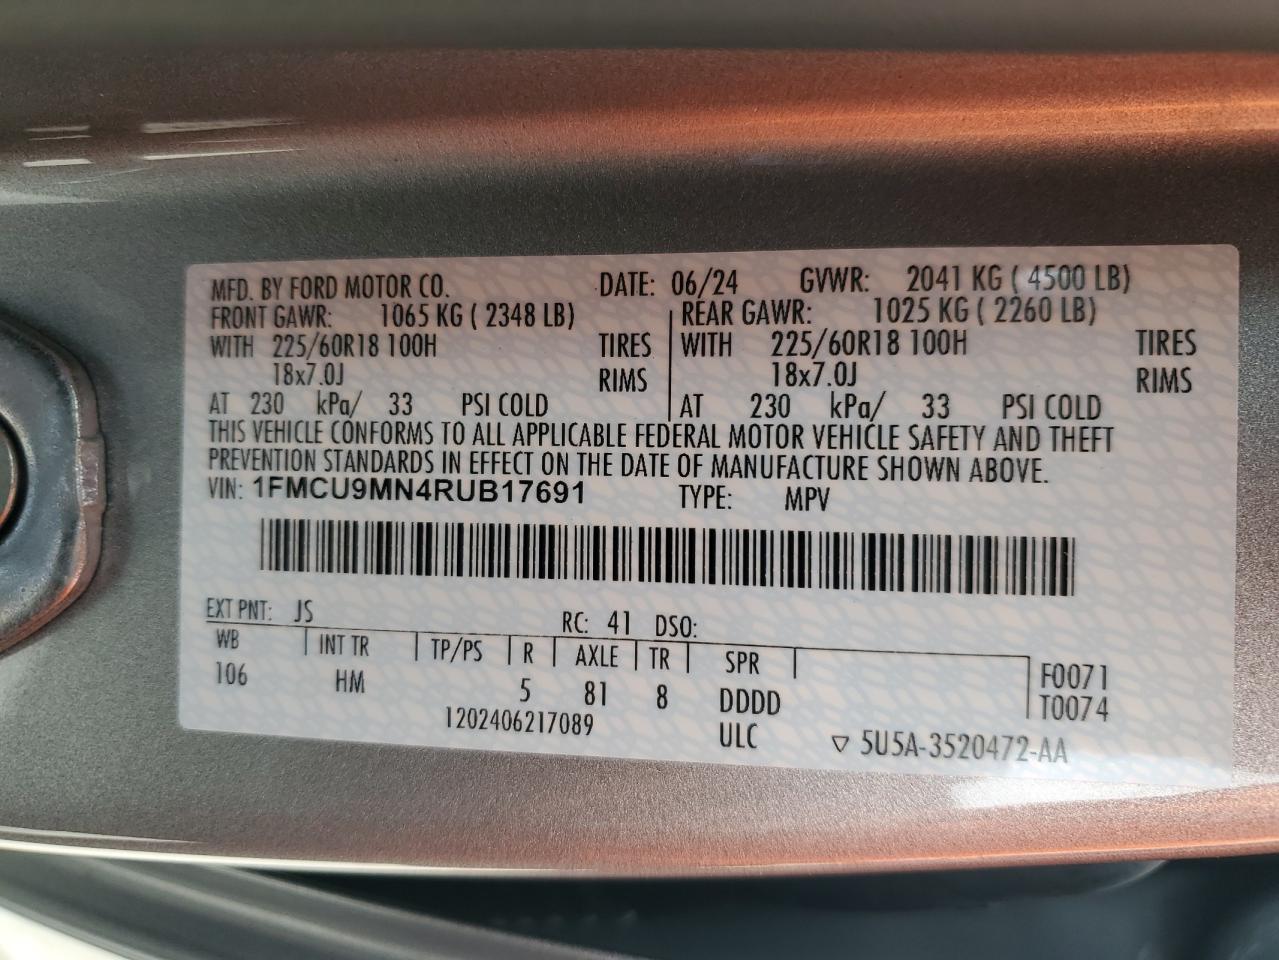 MFD. BY FORD MOTOR CO. DATE: 06/24 GVWR: 2041 KG ( 4500 LB)
FRONT GAWR: 1065 KG ( 2348 LB) REAR GAWR: 1025 KG ( 2260 LB)
WITH 225/60R18 100H TIRES WITH 225/60R18 100H TIRES
18x7.0J RIMS 18x7.0J RIMS
AT 230 kPa/ 33 PSI COLD AT 230 kPa/ 33 PSI COLD
THIS VEHICLE CONFORMS TO ALL APPLICABLE FEDERAL MOTOR VEHICLE SAFETY AND THEFT
PREVENTION STANDARDS IN EFFECT ON THE DATE OF MANUFACTURE SHOWN ABOVE.
VIN: 1FMCU9MN4RUB17691 TYPE: MPV
EXT PNT: JS RC: 41 DSO:
WB INT TR TP/PS R AXLE TR SPR F0071
106 HM 5 81 8 DDDD T0074
1202406217089 ULC ▽ 5U5A-3520472-AA